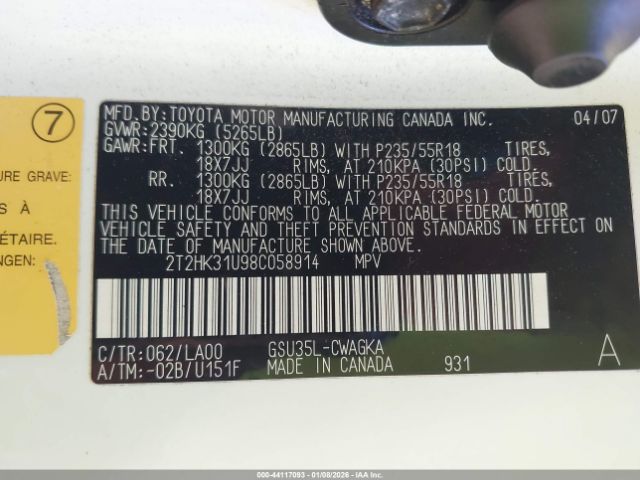 7
URE GRAVE:
S À
ÉTAIRE.
NGEN:
MFD.BY:TOYOTA MOTOR MANUFACTURING CANADA INC. 04/07
GVWR:2390KG (5265LB)
GAWR:FRT. 1300KG (2865LB) WITH P235/55R18 TIRES,
18X7JJ RIMS, AT 210KPA (30PSI) COLD.
RR. 1300KG (2865LB) WITH P235/55R18 TIRES,
18X7JJ RIMS, AT 210KPA (30PSI) COLD.
THIS VEHICLE CONFORMS TO ALL APPLICABLE FEDERAL MOTOR
VEHICLE SAFETY AND THEFT PREVENTION STANDARDS IN EFFECT ON
THE DATE OF MANUFACTURE SHOWN ABOVE.
2T2HK31U98C058914 MPV
C/TR:062/LA00 GSU35L-CWAGKA A
A/TM:-02B/U151F MADE IN CANADA 931
000-44117093 - 01/08/2026 - IAA Inc.